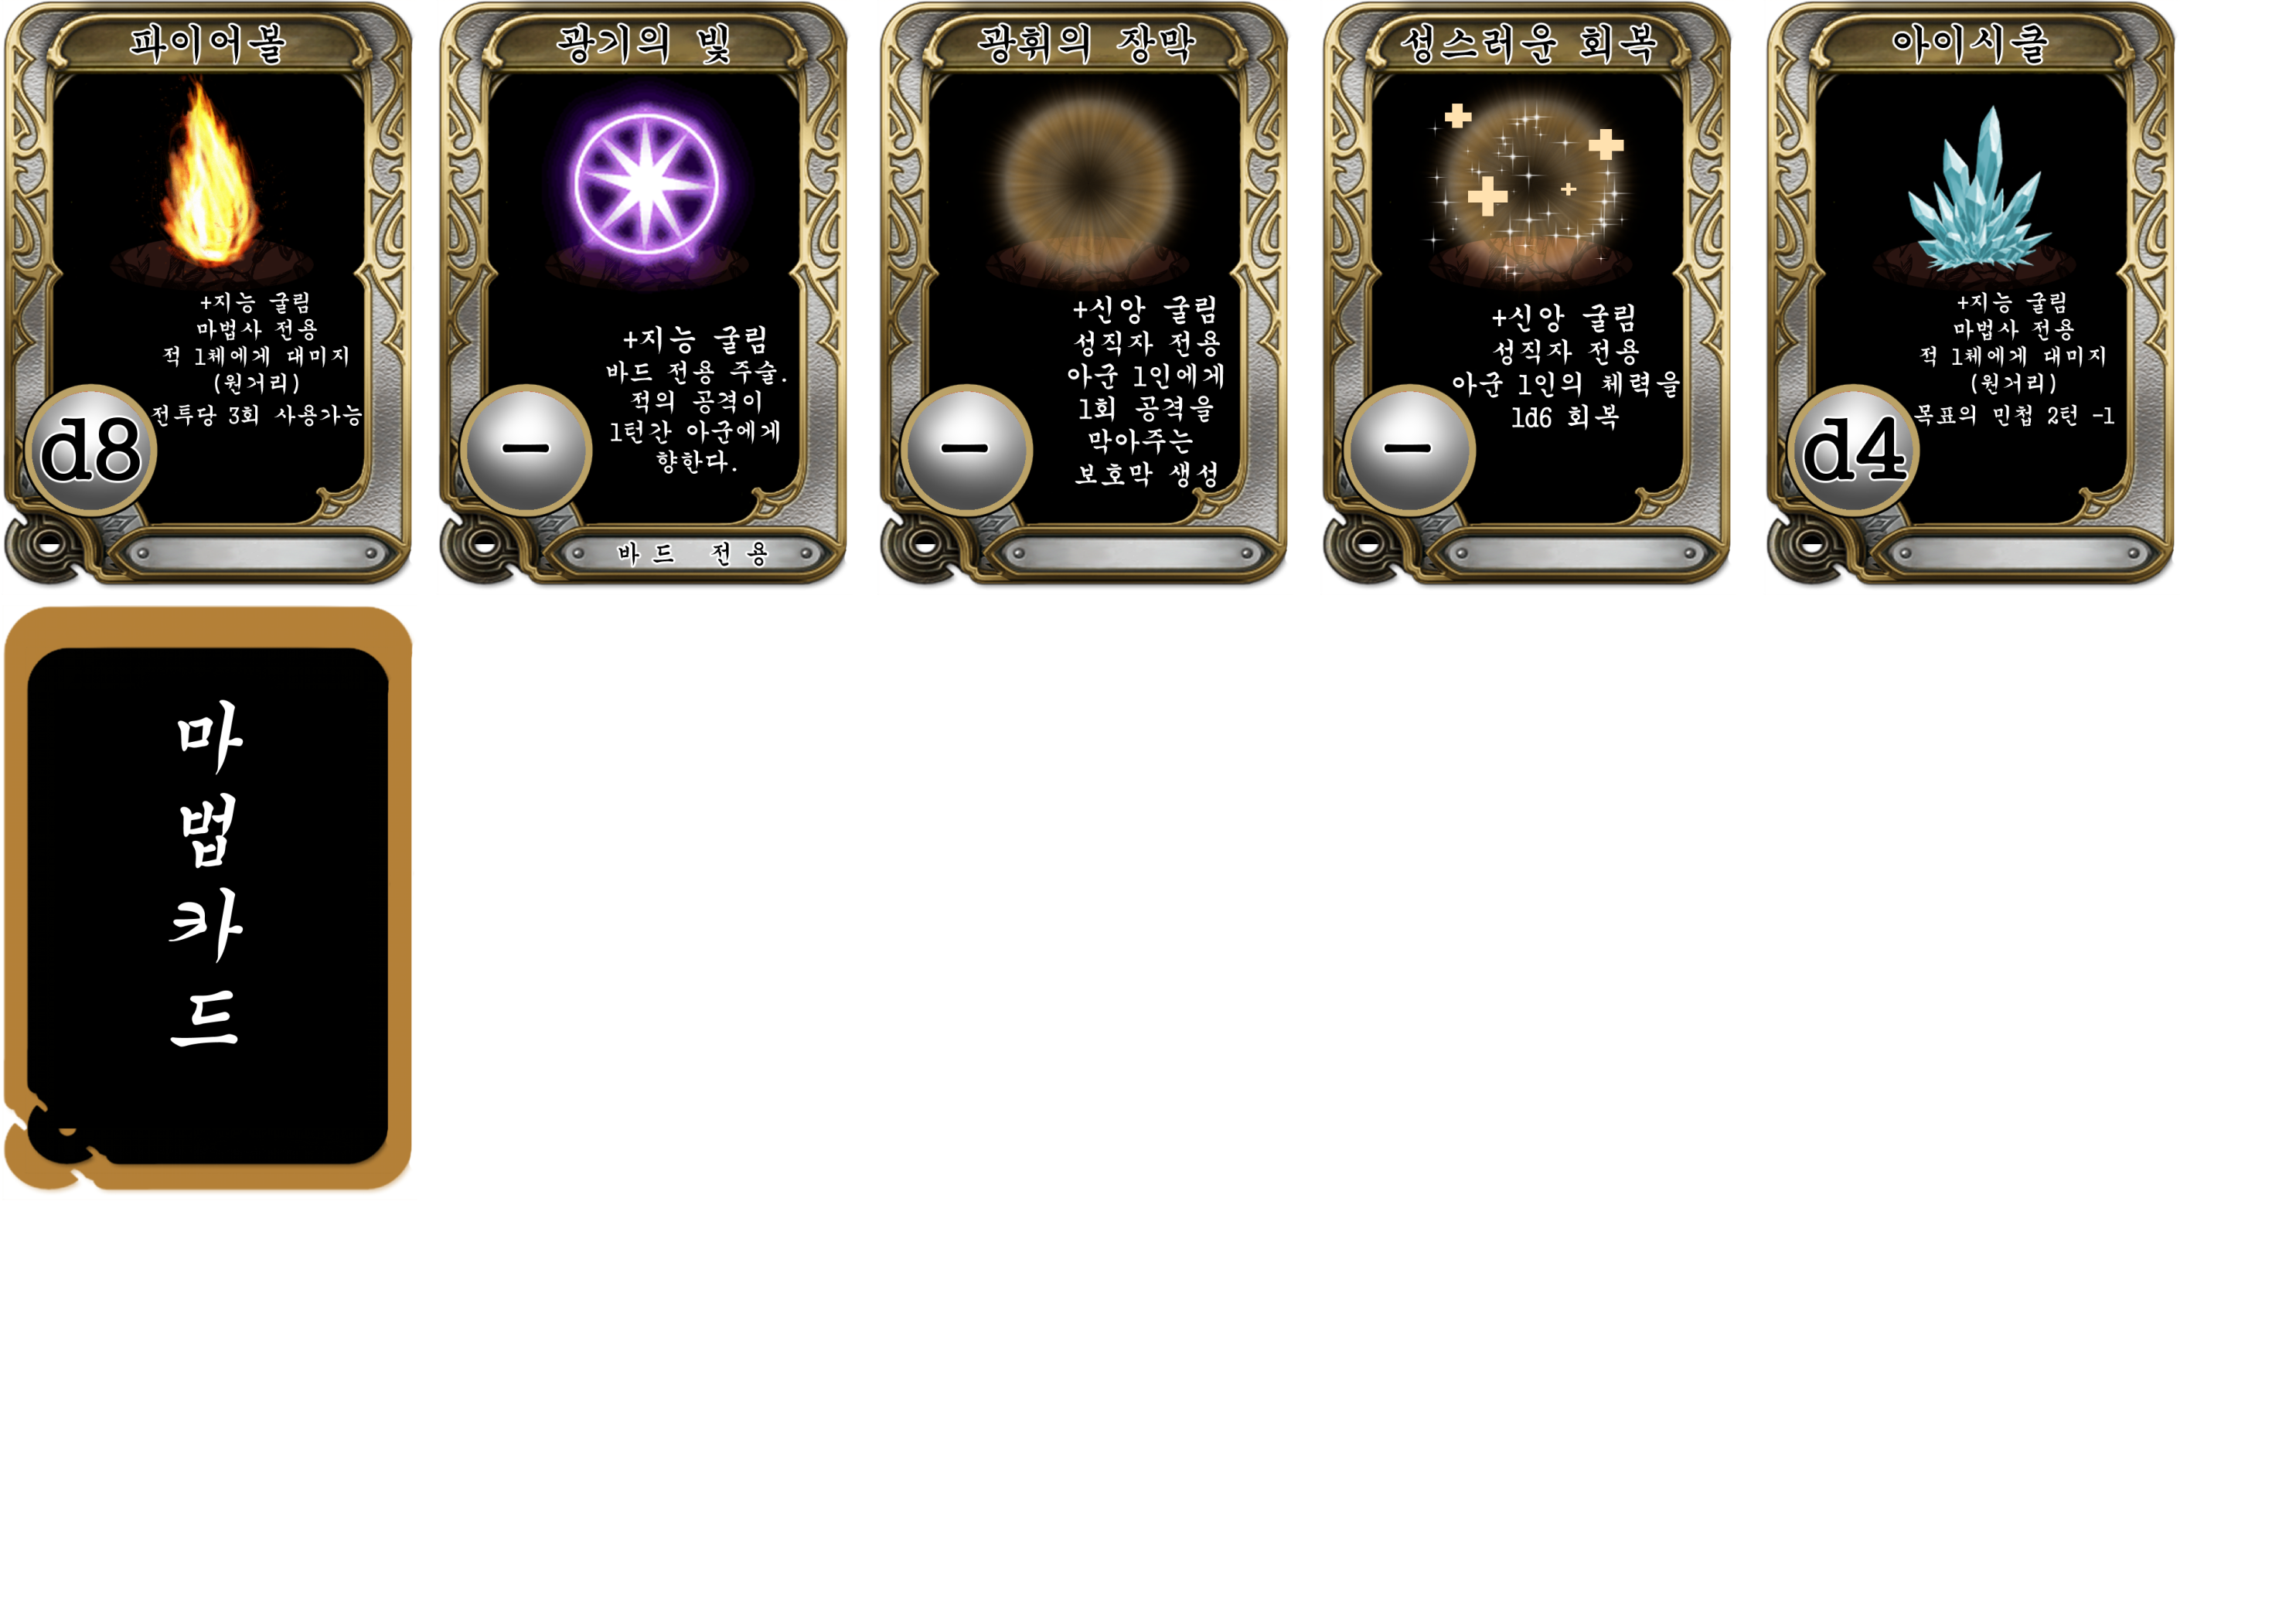 파이어볼
+지능 굴림
마법사 전용
적 1체에게 대미지
(원거리)
전투당 3회 사용가능
d8
광기의 빛
+지능 굴림
바드 전용 주술.
적의 공격이
1턴간 아군에게
향한다.
—
바드 전용
광휘의 장막
+신앙 굴림
성직자 전용
아군 1인에게
1회 공격을
막아주는
보호막 생성
—
성스러운 회복
+신앙 굴림
성직자 전용
아군 1인의 체력을
1d6 회복
—
아이시클
+지능 굴림
마법사 전용
적 1체에게 대미지
(원거리)
목표의 민첩 2턴 -1
d4
마
법
카
드